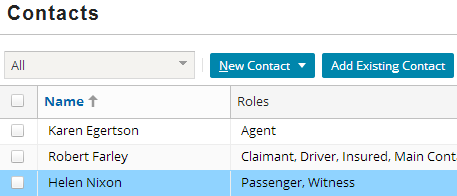 Contacts
All New Contact Add Existing Contact
Name Roles
Karen Egertson Agent
Robert Farley Claimant, Driver, Insured, Main
Helen Nixon Passenger, Witness